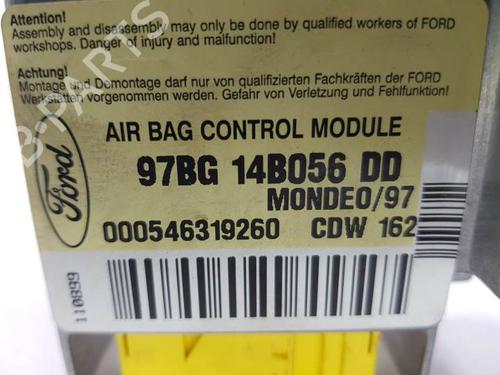 Attention!
Assembly and disassembly may only be done by qualified workers of FORD
workshops. Danger of injury and malfunction!
Achtung!
Montage und Demontage darf nur von qualifizierten Fachkräften der FORD
Werkstätten vorgenommen werden. Gefahr von Verletzung und Fehlfunktion!
AIR BAG CONTROL MODULE
Ford
97BG 14B056 DD
MONDEO/97
000546319260 CDW 162
110899
B-PARTS